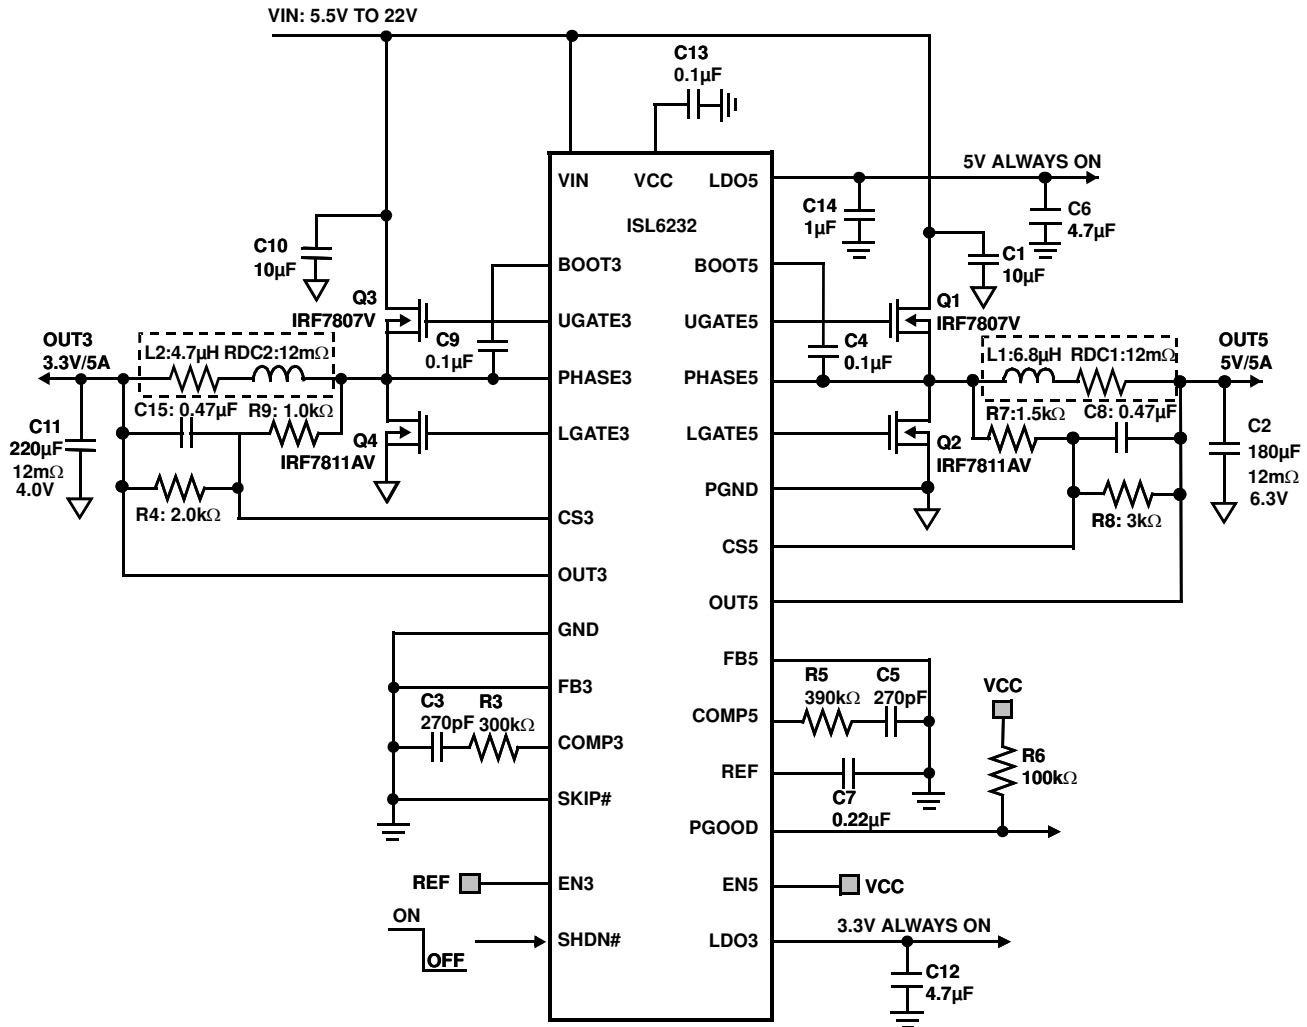 VIN: 5.5V TO 22V
C13
0.1µF
VIN
VCC
LDO5
5V ALWAYS ON
ISL6232
C14
1µF
C6
4.7µF
C10
10µF
BOOT3
BOOT5
C1
10µF
Q3
IRF7807V
Q1
IRF7807V
UGATE3
UGATE5
C9
0.1µF
C4
0.1µF
OUT3
3.3V/5A
L2:4.7µH RDC2:12mΩ
L1:6.8µH RDC1:12mΩ
OUT5
5V/5A
PHASE3
PHASE5
C15: 0.47µF R9: 1.0kΩ
R7:1.5kΩ C8: 0.47µF
C11
220µF
12mΩ
4.0V
Q4
IRF7811AV
LGATE3
LGATE5
Q2
IRF7811AV
C2
180µF
12mΩ
6.3V
PGND
R4: 2.0kΩ
R8: 3kΩ
CS3
CS5
OUT3
OUT5
GND
FB5
FB3
C3
270pF
R3
300kΩ
R5
390kΩ
C5
270pF
VCC
COMP3
COMP5
REF
R6
100kΩ
SKIP#
C7
0.22µF
PGOOD
REF
EN3
EN5
VCC
ON
OFF
SHDN#
LDO3
3.3V ALWAYS ON
C12
4.7µF